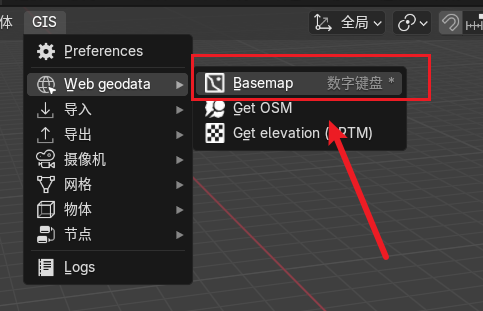 体 GIS 全局
Preferences
Web geodata
Basemap 数字键盘 *
导入
Get OSM
导出
Get elevation ( RTM)
摄像机
网格
物体
节点
Logs